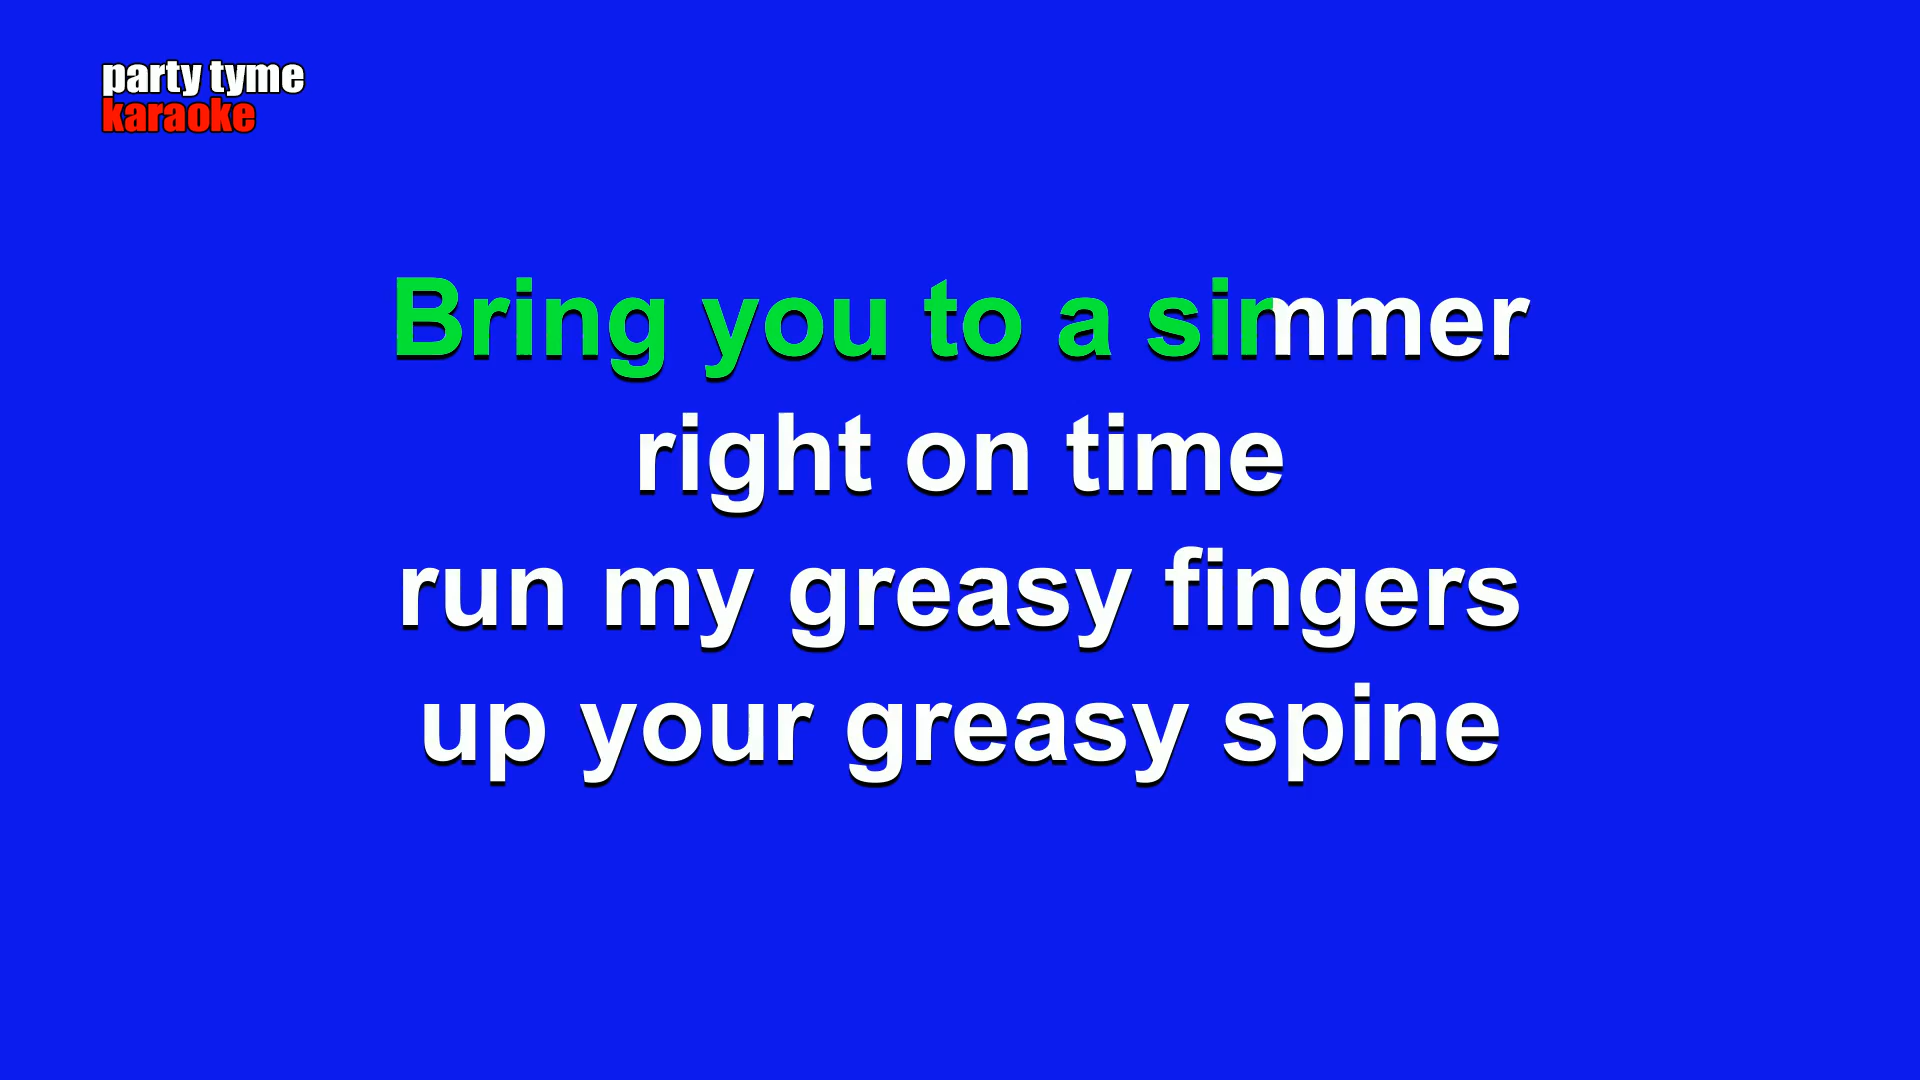 party tyme
karaoke
Bring you to a simmer
right on time
run my greasy fingers
up your greasy spine